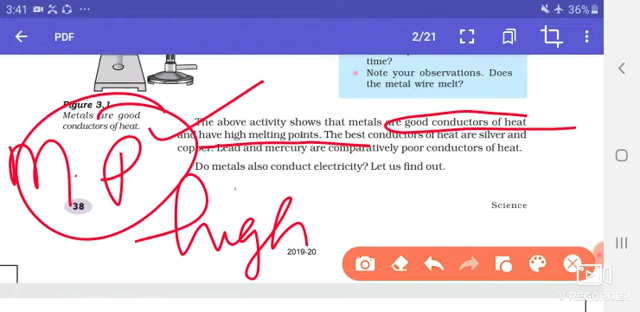 3:41
36%
PDF
2/21
time?
Note your observations. Does
the metal wire melt?
Figure 3.1
Metals are good
conductors of heat.
The above activity shows that metals are good conductors of heat
and have high melting points. The best conductors of heat are silver and
copper. Lead and mercury are comparatively poor conductors of heat.
Do metals also conduct electricity? Let us find out.
M.P
high
38
Science
2019-20
V-RECORDER